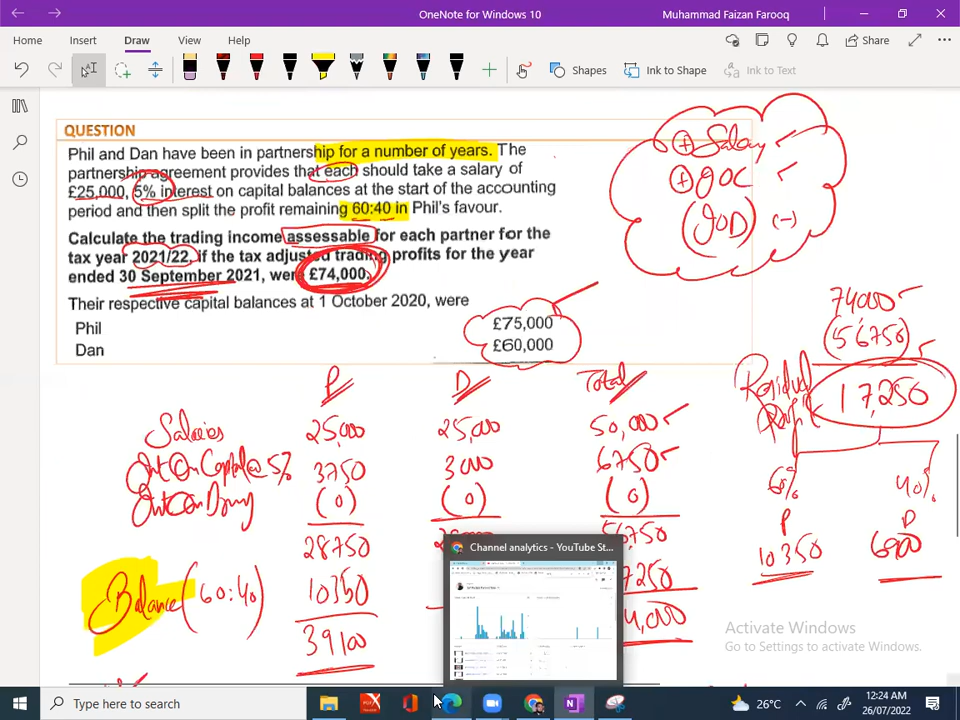 OneNote for Windows 10
Muhammad Faizan Farooq
Home Insert Draw View Help
Share
Shapes
Ink to Shape
Ink to Text
QUESTION
Phil and Dan have been in partnership for a number of years. The
partnership agreement provides that each should take a salary of
£25,000, 5% interest on capital balances at the start of the accounting
period and then split the profit remaining 60:40 in Phil's favour.
Calculate the trading income assessable for each partner for the
tax year 2021/22, if the tax adjusted trading profits for the year
ended 30 September 2021, were £74,000.
Their respective capital balances at 1 October 2020, were
Phil £75,000
Dan £60,000
+ Salary
+ IOC
(IOD) (-)
74000
(56750)
Residual Profit 17,250
60% 40%
P D
10350 6900
P D Total
Salaries 25,000 25,000 50,000
Int On Capital@5% 3750 3000 6750
Int On Drwng (0) (0) (0)
28750 56750
Balance (60:40) 10350 7250
39100 4,000
Channel analytics - YouTube St...
Activate Windows
Go to Settings to activate Windows.
Type here to search
26°C
12:24 AM
26/07/2022